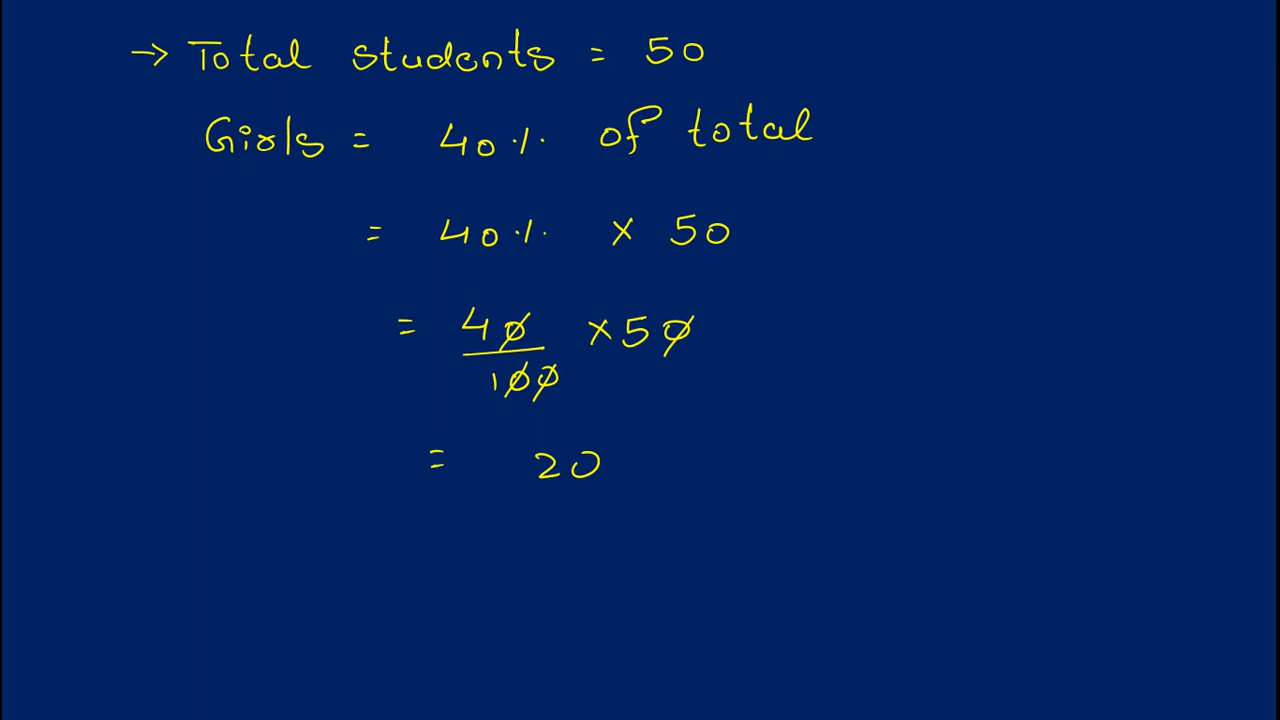 → Total students = 50
Girls = 40% of total
= 40% × 50
= 40/100 × 50
= 20